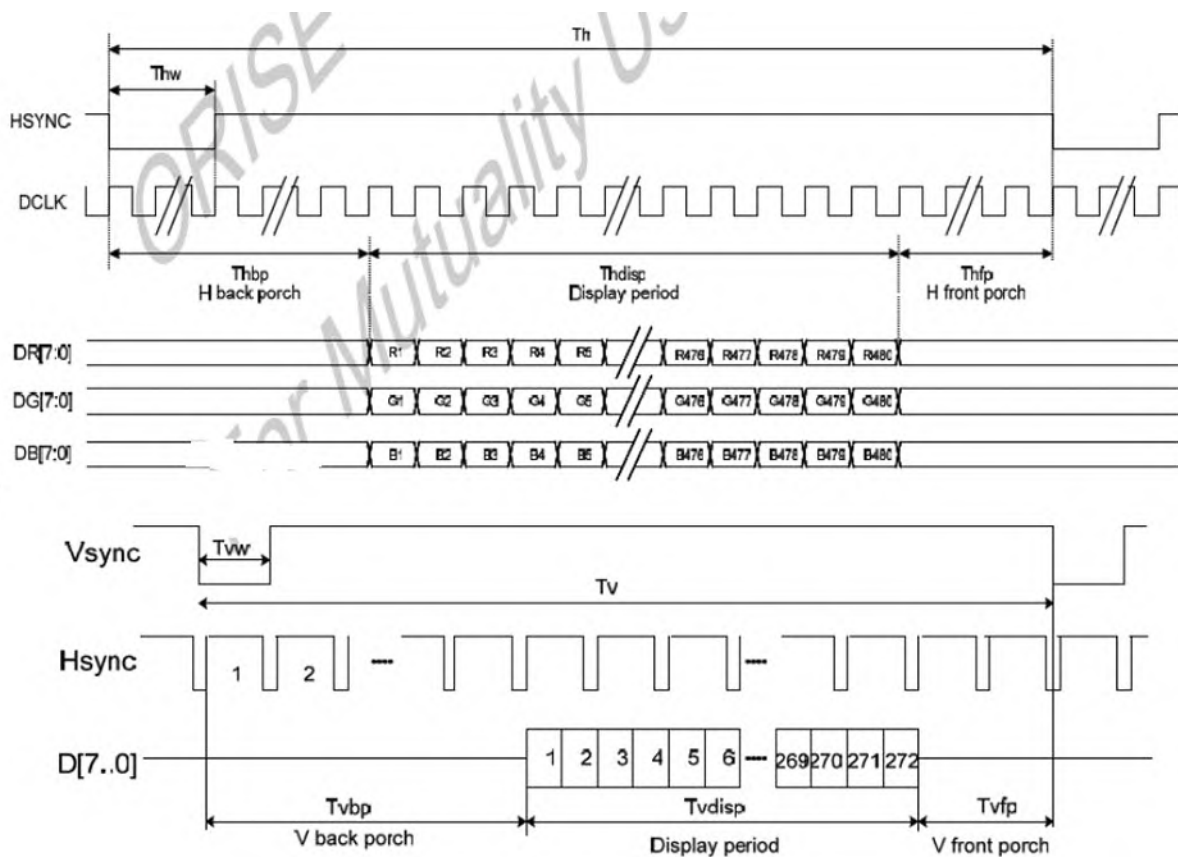 ORISE
For Mutuality Us
Th
Thw
HSYNC
DCLK
Thbp
H back porch
Thdisp
Display period
Thfp
H front porch
DR[7:0] R1 R2 R3 R4 R5 R476 R477 R478 R479 R480
DG[7:0] G1 G2 G3 G4 G5 G476 G477 G478 G479 G480
DB[7:0] B1 B2 B3 B4 B5 B476 B477 B478 B479 B480
Vsync
Tvw
Tv
Hsync
1 2 ----
----
D[7..0]
1 2 3 4 5 6 ---- 269 270 271 272
Tvbp
V back porch
Tvdisp
Display period
Tvfp
V front porch